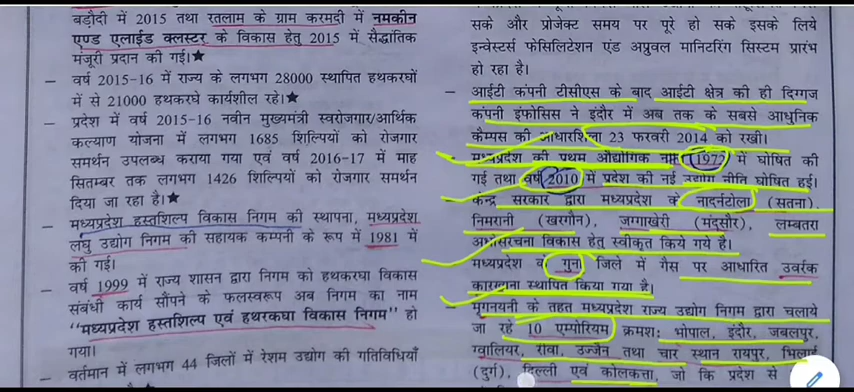 बड़ौदी में 2015 तथा रतलाम के ग्राम करमदी में नमकीन
एण्ड एलाईड क्लस्टर के विकास हेतु 2015 में सैद्धांतिक
मंजूरी प्रदान की गई।★
– वर्ष 2015-16 में राज्य के लगभग 28000 स्थापित हथकरघों
में से 21000 हथकरघे कार्यशील रहे।★
– प्रदेश में वर्ष 2015-16 नवीन मुख्यमंत्री स्वरोजगार/आर्थिक
कल्याण योजना में लगभग 1685 शिल्पियों को रोजगार
समर्थन उपलब्ध कराया गया एवं वर्ष 2016-17 में माह
सितम्बर तक लगभग 1426 शिल्पियों को रोजगार समर्थन
दिया जा रहा है।★
– मध्यप्रदेश हस्तशिल्प विकास निगम की स्थापना, मध्यप्रदेश
लघु उद्योग निगम की सहायक कम्पनी के रूप में 1981 में
की गई।
– वर्ष 1999 में राज्य शासन द्वारा निगम को हथकरघा विकास
संबंधी कार्य सौंपने के फलस्वरूप अब निगम का नाम
"मध्यप्रदेश हस्तशिल्प एवं हथकरघा विकास निगम" हो
गया।
– वर्तमान में लगभग 44 जिलों में रेशम उद्योग की गतिविधियाँ
सके और प्रोजेक्ट समय पर पूरे हो सके इसके लिये
इन्वेस्टर्स फेसिलिटेशन एंड अप्रुवल मानिटरिंग सिस्टम प्रारंभ
हो रहा है।
– आईटी कंपनी टीसीएस के बाद आईटी क्षेत्र की ही दिग्गज
कंपनी इंफोसिस ने इंदौर में अब तक के सबसे आधुनिक
कैम्पस की आधारशिला 23 फरवरी 2014 को रखी।
– मध्यप्रदेश की प्रथम औद्योगिक 1972 में घोषित की
गई तथा वर्ष 2010 में प्रदेश की नई उद्योग नीति घोषित हुई।
– केन्द्र सरकार द्वारा मध्यप्रदेश के नादनटोला (सतना),
निमरानी (खरगौन), जग्गाखेरी (मंदसौर), लम्बतरा
अधोसंरचना विकास हेतु स्वीकृत किये गये है।
मध्यप्रदेश के गुना जिले में गैस पर आधारित उर्वरक
कारखाना स्थापित किया गया है।
– मृगनयनी के तहत मध्यप्रदेश राज्य उद्योग निगम द्वारा चलाये
जा रहे 10 एम्पोरियम क्रमश: भोपाल, इंदौर, जबलपुर,
ग्वालियर, रीवा, उज्जैन तथा चार स्थान रायपुर, भिलाई
(दुर्ग), दिल्ली एवं कोलकत्ता, जो कि प्रदेश से